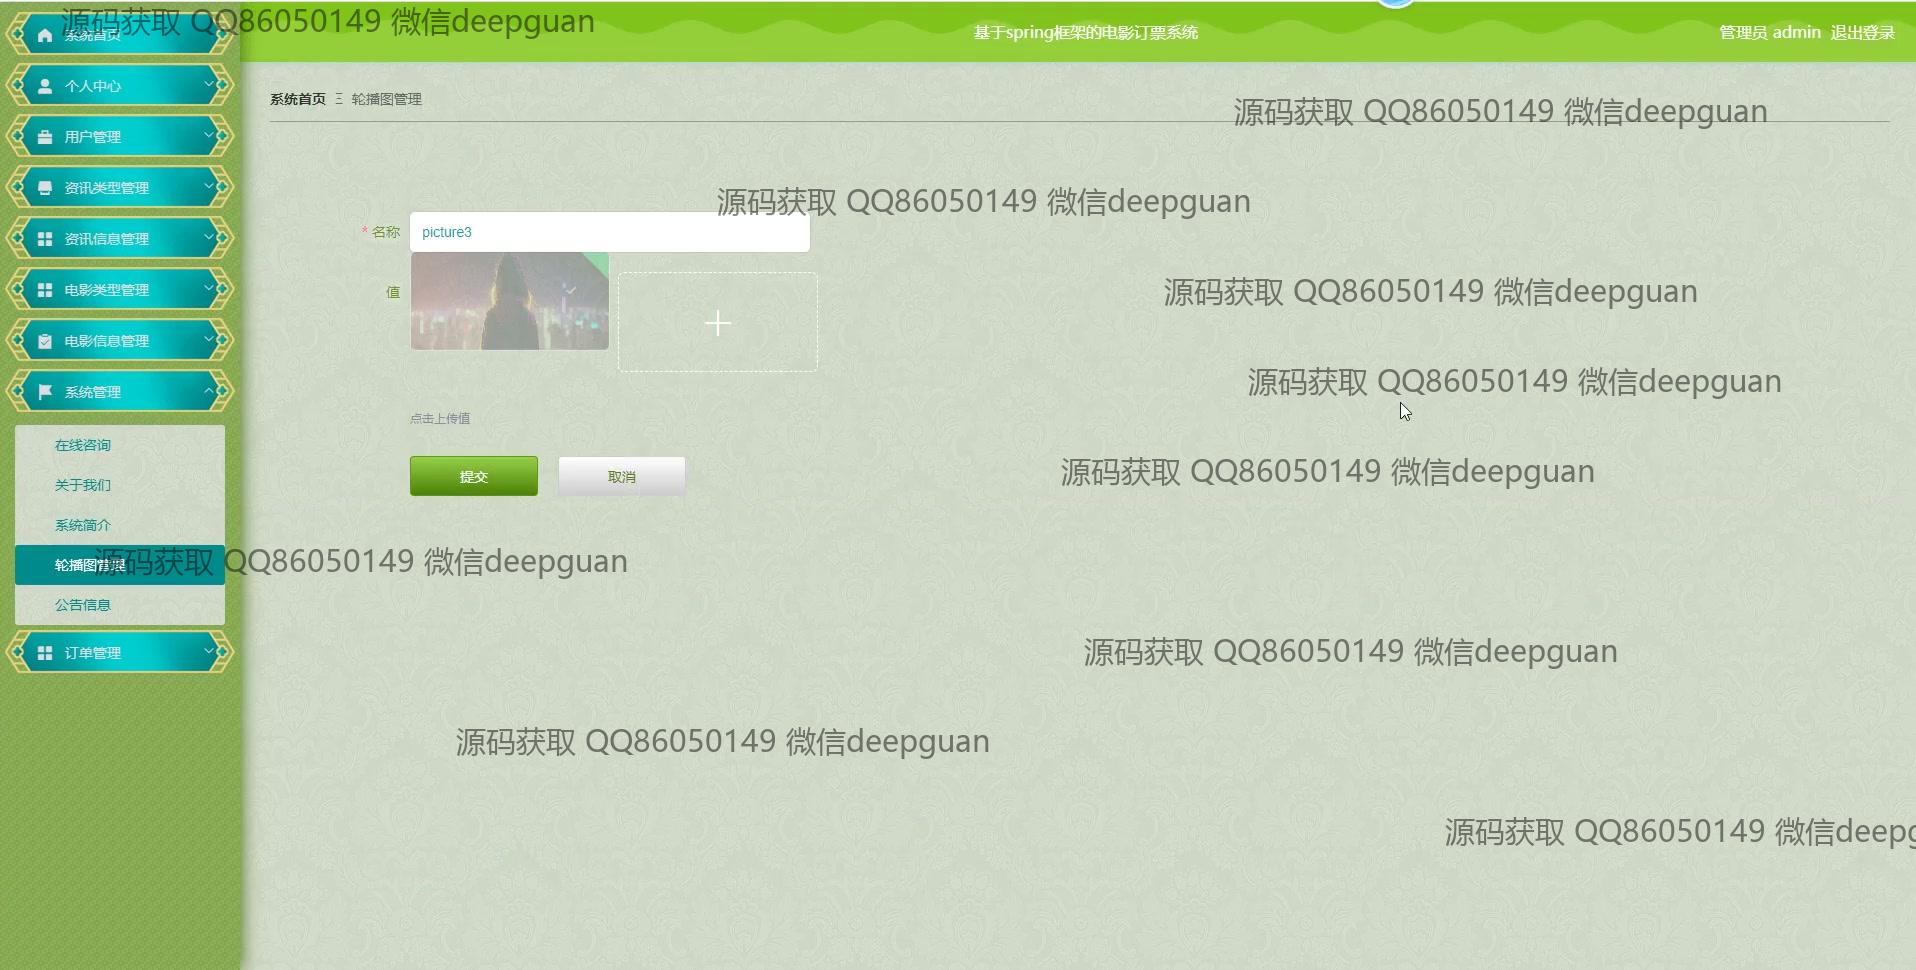 源码获取 QQ86050149 微信deepguan
系统首页
基于spring框架的电影订票系统
管理员 admin 退出登录
个人中心
系统首页 Ξ 轮播图管理
源码获取 QQ86050149 微信deepguan
用户管理
资讯类型管理
源码获取 QQ86050149 微信deepguan
* 名称 picture3
资讯信息管理
电影类型管理
值
源码获取 QQ86050149 微信deepguan
电影信息管理
系统管理
源码获取 QQ86050149 微信deepguan
点击上传值
在线咨询
提交
取消
源码获取 QQ86050149 微信deepguan
关于我们
系统简介
轮播图管理
源码获取 QQ86050149 微信deepguan
公告信息
订单管理
源码获取 QQ86050149 微信deepguan
源码获取 QQ86050149 微信deepguan
源码获取 QQ86050149 微信deepg